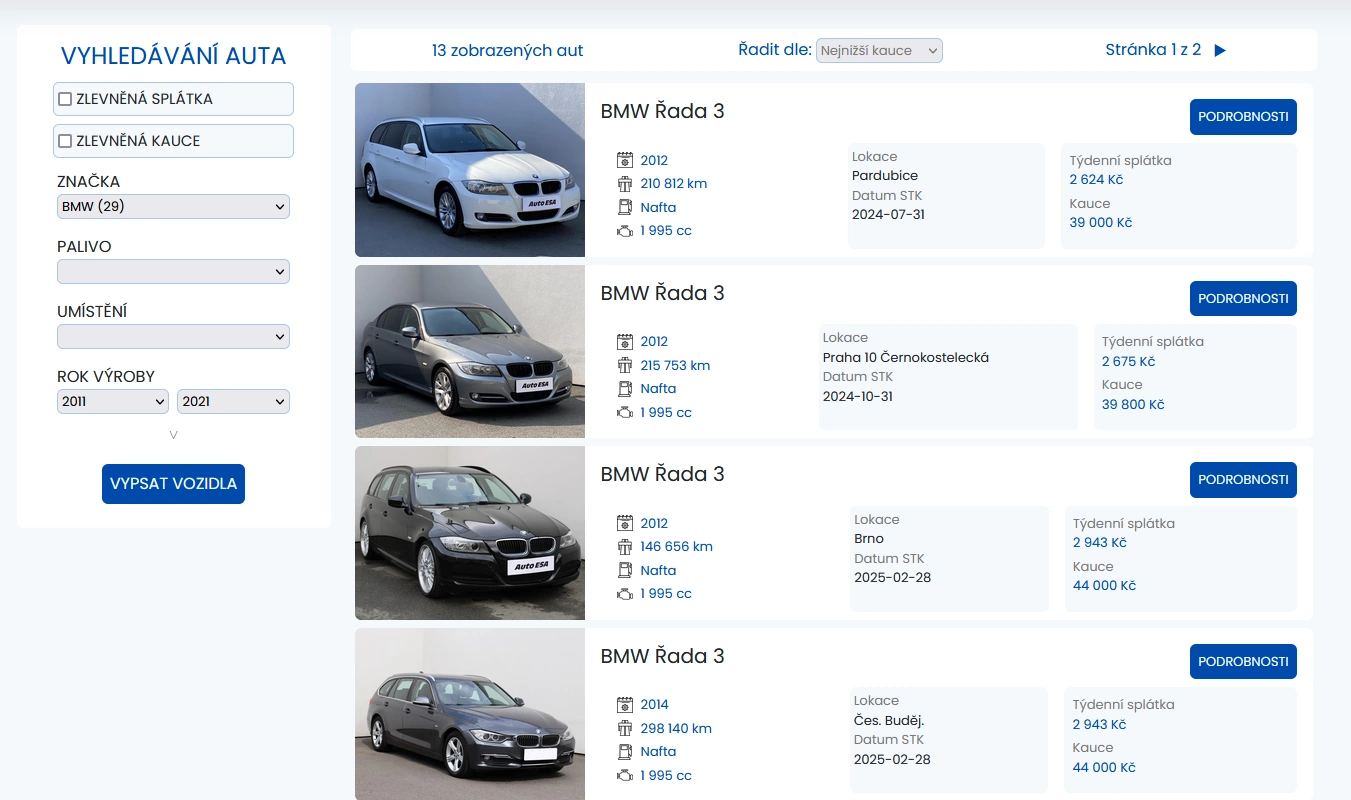 VYHLEDÁVÁNÍ AUTA
ZLEVNĚNÁ SPLÁTKA
ZLEVNĚNÁ KAUCE
ZNAČKA
BMW (29)
PALIVO
UMÍSTĚNÍ
ROK VÝROBY
2011 2021
V
VYPSAT VOZIDLA
13 zobrazených aut Řadit dle: Nejnižší kauce Stránka 1 z 2
BMW Řada 3
PODROBNOSTI
2012
210 812 km
Nafta
1 995 cc
Lokace
Pardubice
Datum STK
2024-07-31
Týdenní splátka
2 624 Kč
Kauce
39 000 Kč
Auto ESA
BMW Řada 3
PODROBNOSTI
2012
215 753 km
Nafta
1 995 cc
Lokace
Praha 10 Černokostelecká
Datum STK
2024-10-31
Týdenní splátka
2 675 Kč
Kauce
39 800 Kč
Auto ESA
BMW Řada 3
PODROBNOSTI
2012
146 656 km
Nafta
1 995 cc
Lokace
Brno
Datum STK
2025-02-28
Týdenní splátka
2 943 Kč
Kauce
44 000 Kč
Auto ESA
BMW Řada 3
PODROBNOSTI
2014
298 140 km
Nafta
1 995 cc
Lokace
Čes. Buděj.
Datum STK
2025-02-28
Týdenní splátka
2 943 Kč
Kauce
44 000 Kč